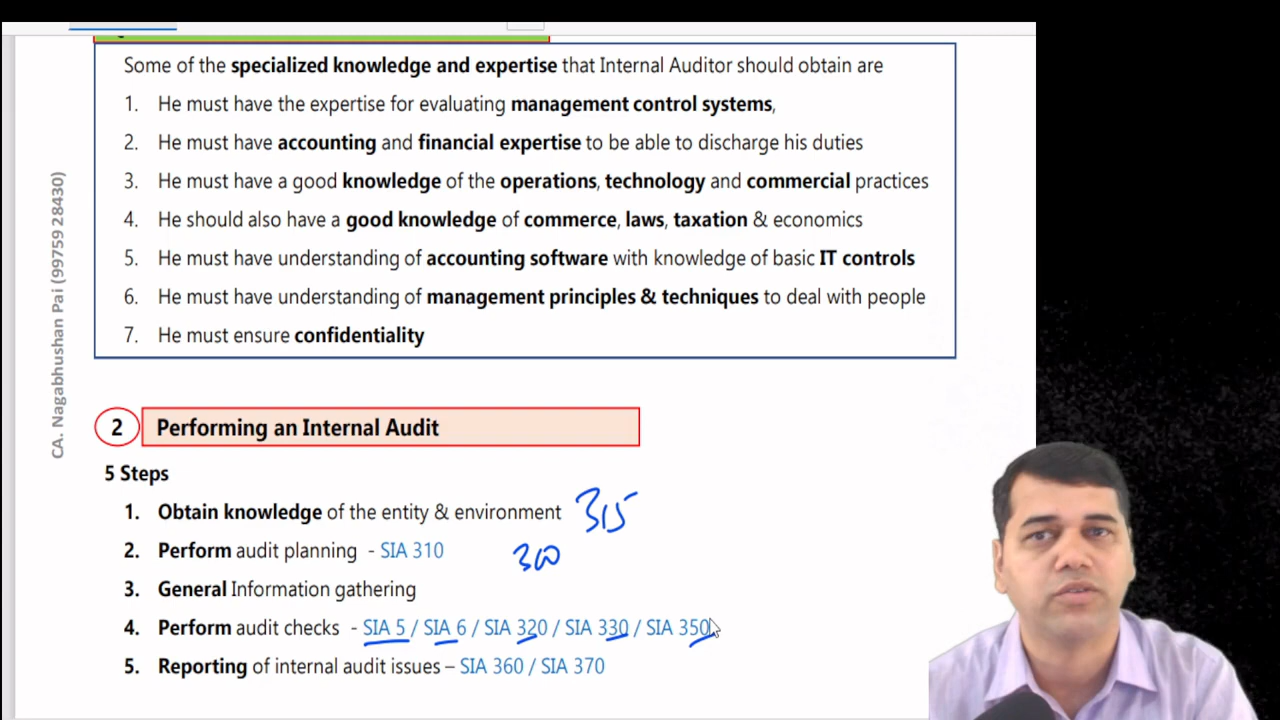 Some of the specialized knowledge and expertise that Internal Auditor should obtain are
1. He must have the expertise for evaluating management control systems,
2. He must have accounting and financial expertise to be able to discharge his duties
3. He must have a good knowledge of the operations, technology and commercial practices
4. He should also have a good knowledge of commerce, laws, taxation & economics
5. He must have understanding of accounting software with knowledge of basic IT controls
6. He must have understanding of management principles & techniques to deal with people
7. He must ensure confidentiality
CA. Nagabhushan Pai (99759 28430)
2 Performing an Internal Audit
5 Steps
1. Obtain knowledge of the entity & environment 315
2. Perform audit planning - SIA 310 300
3. General Information gathering
4. Perform audit checks - SIA 5 / SIA 6 / SIA 320 / SIA 330 / SIA 350
5. Reporting of internal audit issues – SIA 360 / SIA 370